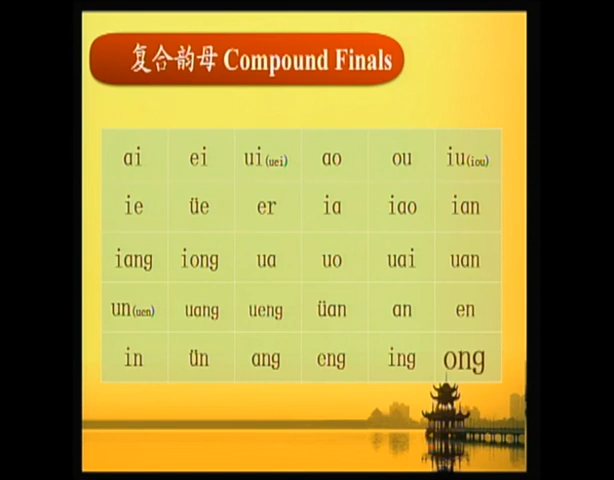 复合韵母 Compound Finals
ai ei ui(uei) ao ou iu(iou)
ie üe er ia iao ian
iang iong ua uo uai uan
un(uen) uang ueng üan an en
in ün ang eng ing ong